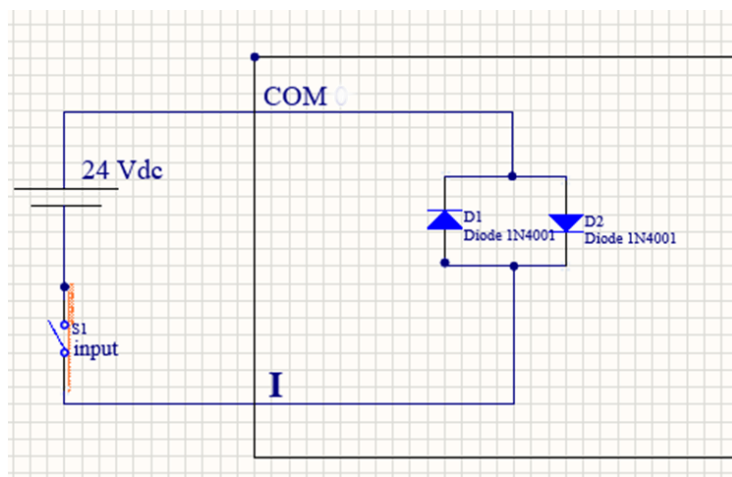 COM
24 Vdc
D1
Diode 1N4001
D2
Diode 1N4001
S1
input
I